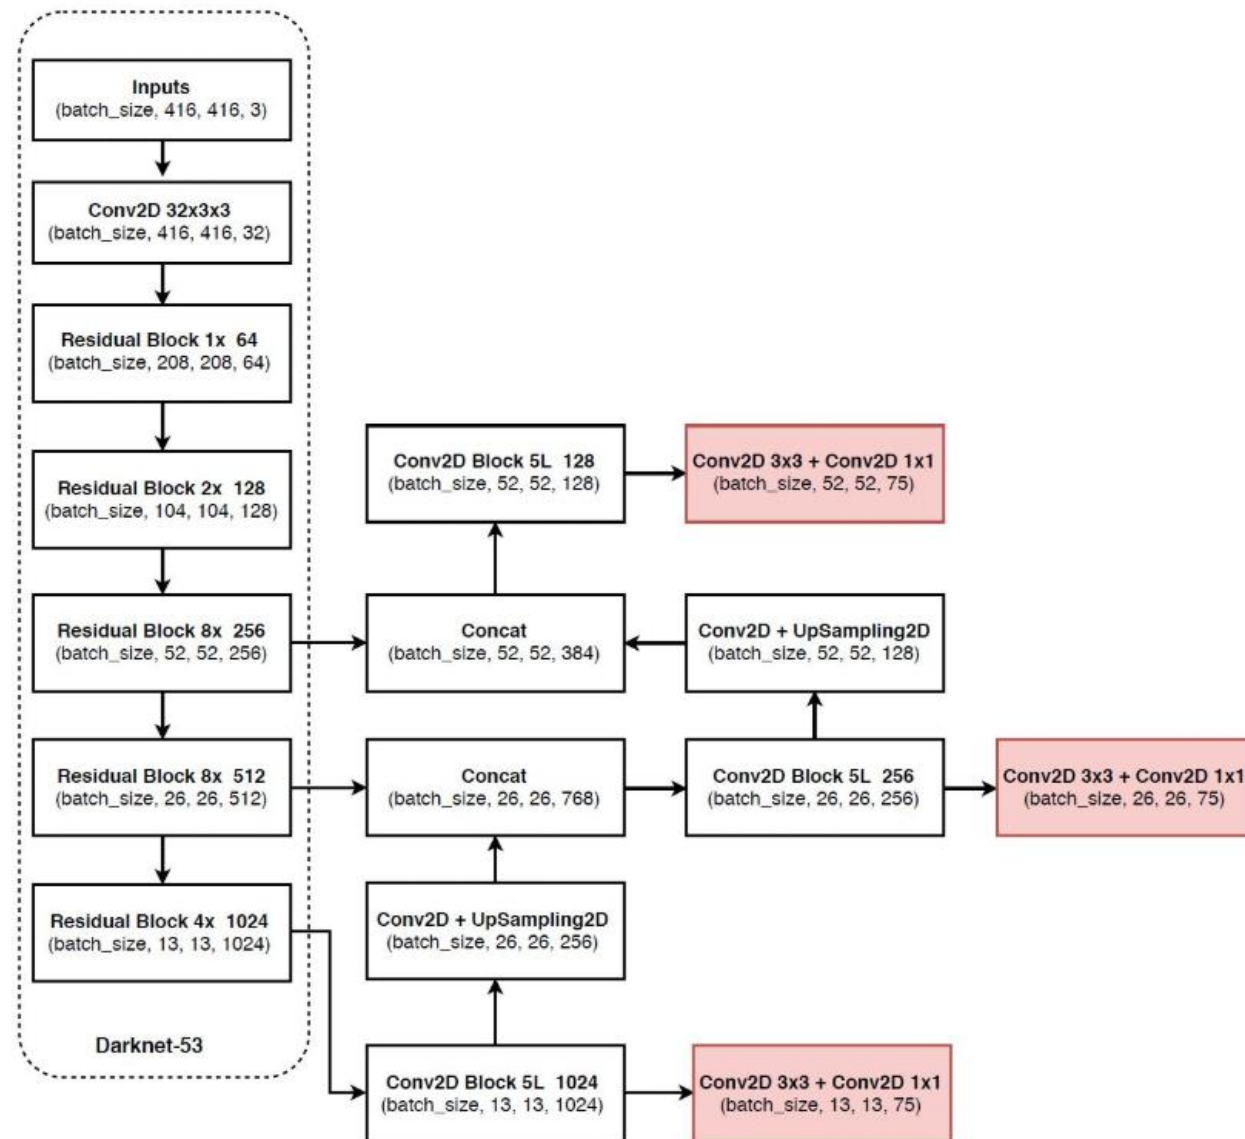 Inputs
(batch_size, 416, 416, 3)
Conv2D 32x3x3
(batch_size, 416, 416, 32)
Residual Block 1x 64
(batch_size, 208, 208, 64)
Residual Block 2x 128
(batch_size, 104, 104, 128)
Residual Block 8x 256
(batch_size, 52, 52, 256)
Residual Block 8x 512
(batch_size, 26, 26, 512)
Residual Block 4x 1024
(batch_size, 13, 13, 1024)
Darknet-53
Conv2D Block 5L 128
(batch_size, 52, 52, 128)
Conv2D 3x3 + Conv2D 1x1
(batch_size, 52, 52, 75)
Concat
(batch_size, 52, 52, 384)
Conv2D + UpSampling2D
(batch_size, 52, 52, 128)
Concat
(batch_size, 26, 26, 768)
Conv2D Block 5L 256
(batch_size, 26, 26, 256)
Conv2D 3x3 + Conv2D 1x1
(batch_size, 26, 26, 75)
Conv2D + UpSampling2D
(batch_size, 26, 26, 256)
Conv2D Block 5L 1024
(batch_size, 13, 13, 1024)
Conv2D 3x3 + Conv2D 1x1
(batch_size, 13, 13, 75)